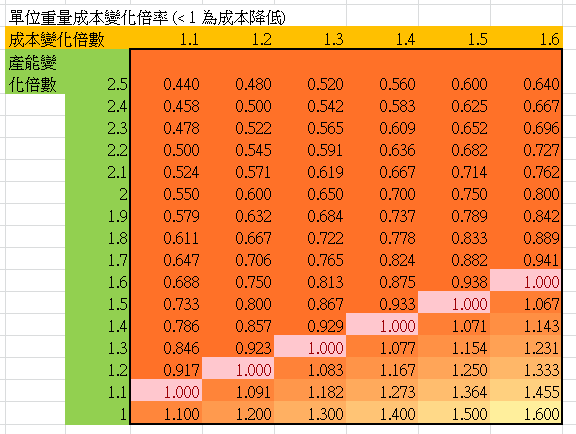 單位重量成本變化倍率 (< 1 為成本降低)
成本變化倍數 1.1 1.2 1.3 1.4 1.5 1.6
產能變
化倍數 2.5 0.440 0.480 0.520 0.560 0.600 0.640
2.4 0.458 0.500 0.542 0.583 0.625 0.667
2.3 0.478 0.522 0.565 0.609 0.652 0.696
2.2 0.500 0.545 0.591 0.636 0.682 0.727
2.1 0.524 0.571 0.619 0.667 0.714 0.762
2 0.550 0.600 0.650 0.700 0.750 0.800
1.9 0.579 0.632 0.684 0.737 0.789 0.842
1.8 0.611 0.667 0.722 0.778 0.833 0.889
1.7 0.647 0.706 0.765 0.824 0.882 0.941
1.6 0.688 0.750 0.813 0.875 0.938 1.000
1.5 0.733 0.800 0.867 0.933 1.000 1.067
1.4 0.786 0.857 0.929 1.000 1.071 1.143
1.3 0.846 0.923 1.000 1.077 1.154 1.231
1.2 0.917 1.000 1.083 1.167 1.250 1.333
1.1 1.000 1.091 1.182 1.273 1.364 1.455
1 1.100 1.200 1.300 1.400 1.500 1.600